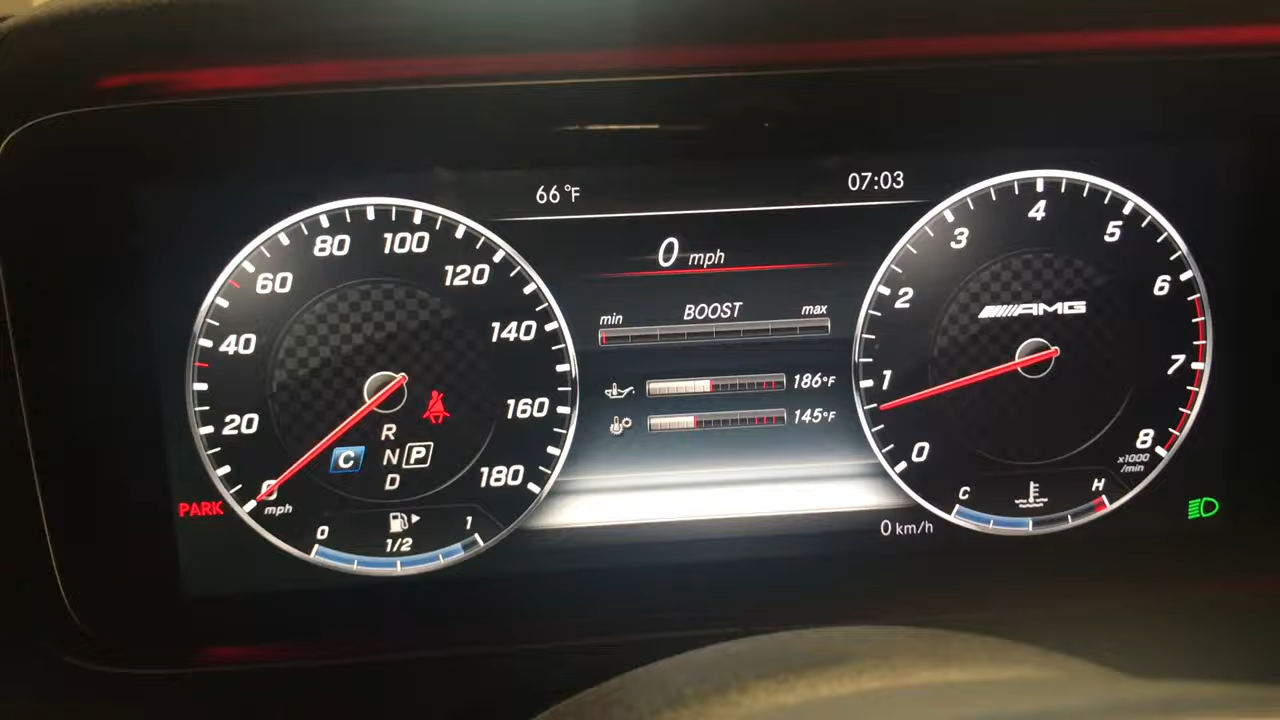 66 °F
07:03
0 mph
BOOST
min
max
186°F
145°F
0 km/h
0
20
40
60
80
100
120
140
160
180
mph
R
N
D
P
C
PARK
0
1/2
1
AMG
0
1
2
3
4
5
6
7
8
x1000
/min
C
H